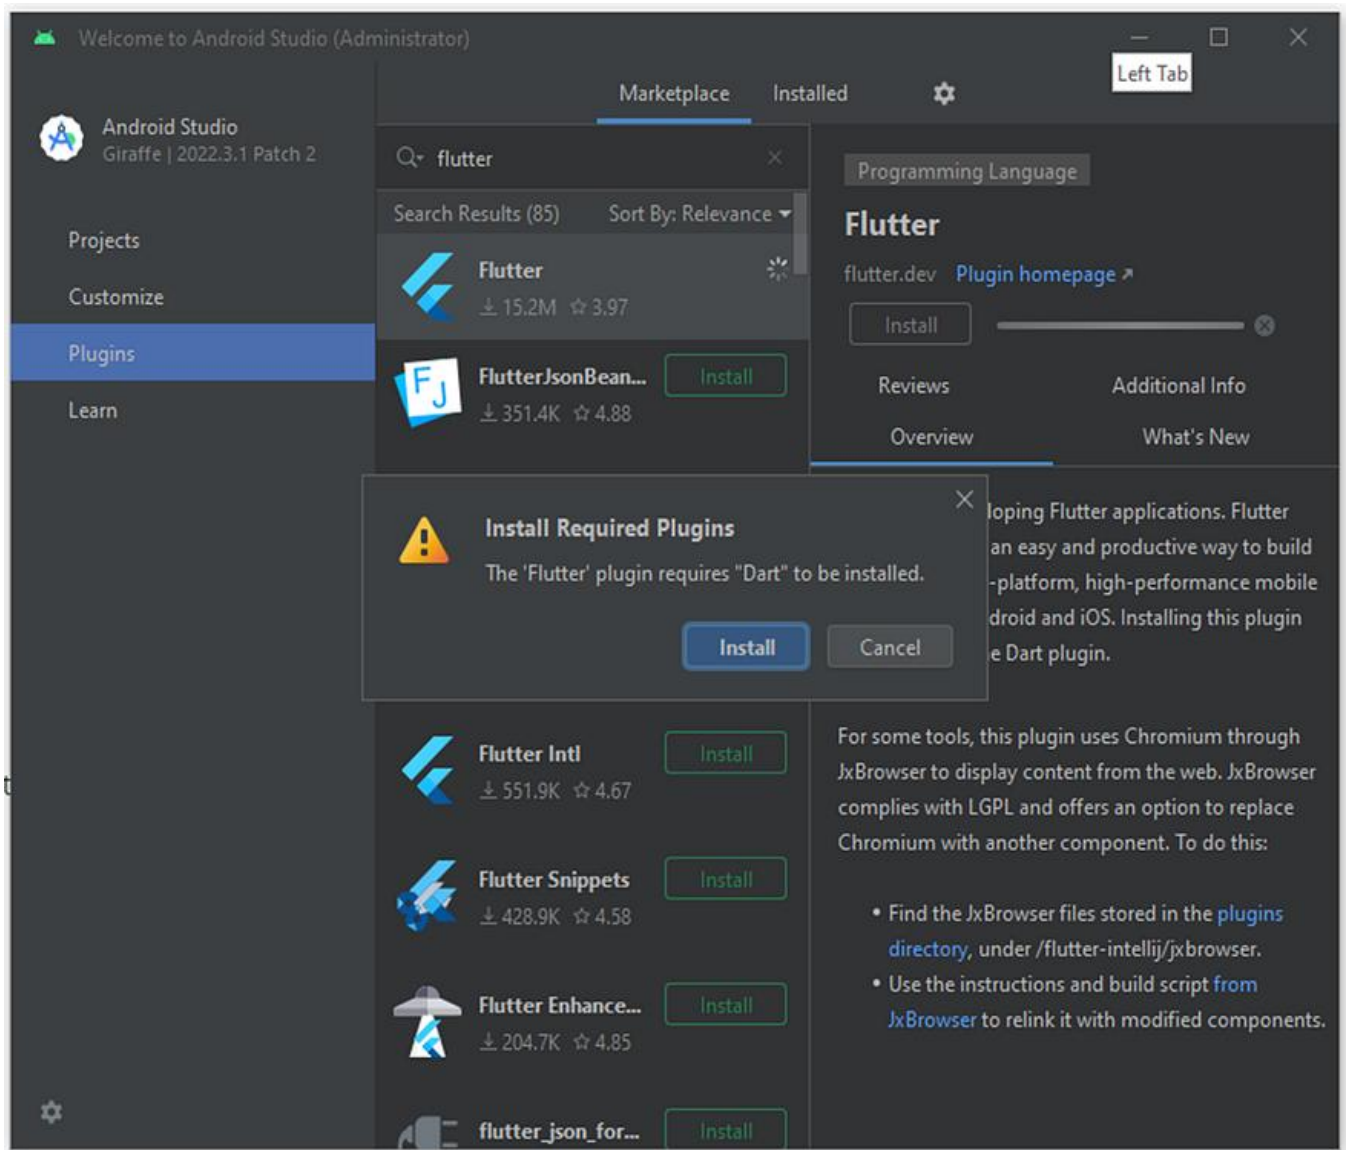 Welcome to Android Studio (Administrator)
Left Tab
Android Studio
Giraffe | 2022.3.1 Patch 2
Projects
Customize
Plugins
Learn
Marketplace Installed
flutter
Search Results (85) Sort By: Relevance
Flutter
15.2M 3.97
FlutterJsonBean... Install
351.4K 4.88
Install Required Plugins
The 'Flutter' plugin requires "Dart" to be installed.
Install Cancel
Flutter Intl Install
551.9K 4.67
Flutter Snippets Install
428.9K 4.58
Flutter Enhance... Install
204.7K 4.85
flutter_json_for... Install
Programming Language
Flutter
flutter.dev Plugin homepage
Install
Reviews Additional Info
Overview What's New
loping Flutter applications. Flutter
an easy and productive way to build
-platform, high-performance mobile
droid and iOS. Installing this plugin
e Dart plugin.
For some tools, this plugin uses Chromium through
JxBrowser to display content from the web. JxBrowser
complies with LGPL and offers an option to replace
Chromium with another component. To do this:
• Find the JxBrowser files stored in the plugins
directory, under /flutter-intellij/jxbrowser.
• Use the instructions and build script from
JxBrowser to relink it with modified components.